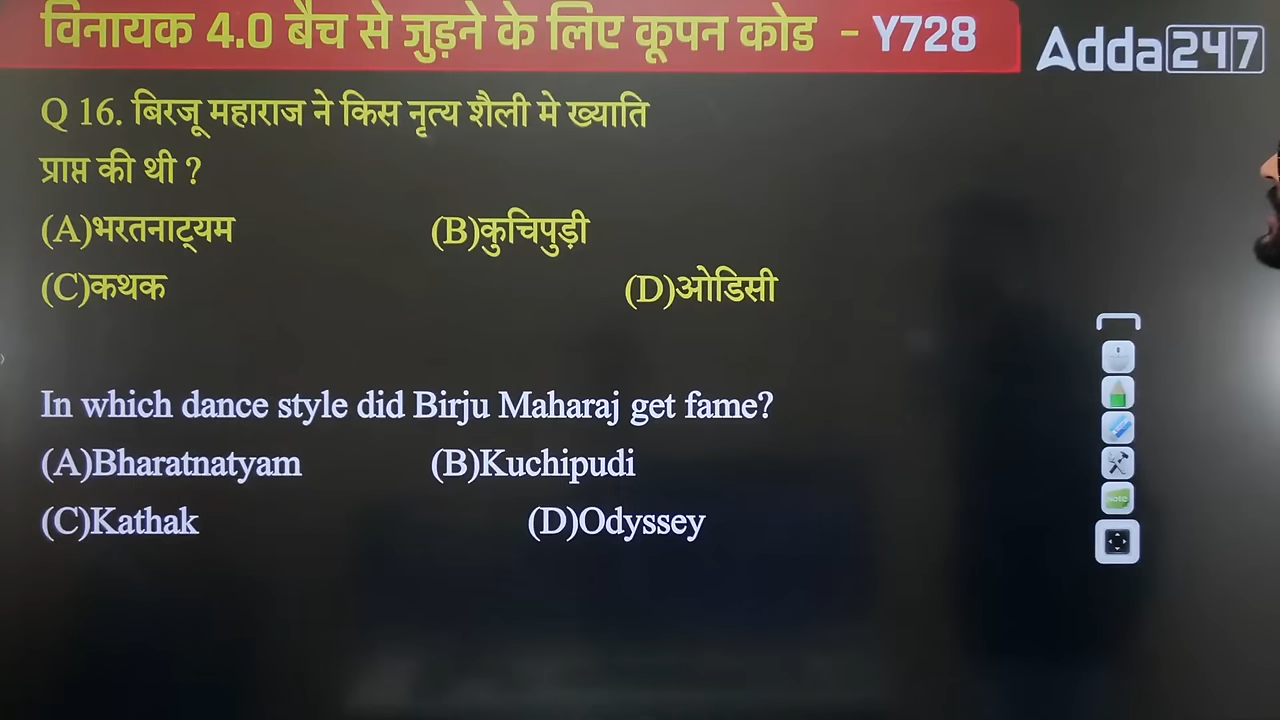 विनायक 4.0 बैच से जुड़ने के लिए कूपन कोड - Y728
Adda247
Q 16. बिरजू महाराज ने किस नृत्य शैली मे ख्याति
प्राप्त की थी ?
(A)भरतनाट्यम (B)कुचिपुड़ी
(C)कथक (D)ओडिसी
In which dance style did Birju Maharaj get fame?
(A)Bharatnatyam (B)Kuchipudi
(C)Kathak (D)Odyssey
NOTE